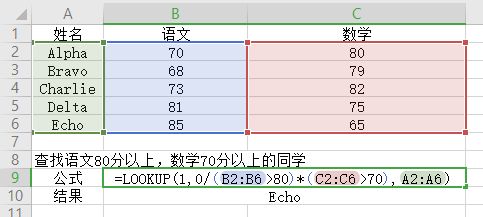 A B C
1 姓名 语文 数学
2 Alpha 70 80
3 Bravo 68 79
4 Charlie 73 82
5 Delta 81 75
6 Echo 85 65
7
8 查找语文80分以上，数学70分以上的同学
9 公式 =LOOKUP(1,0/(B2:B6>80)*(C2:C6>70),A2:A6)
10 结果 Echo